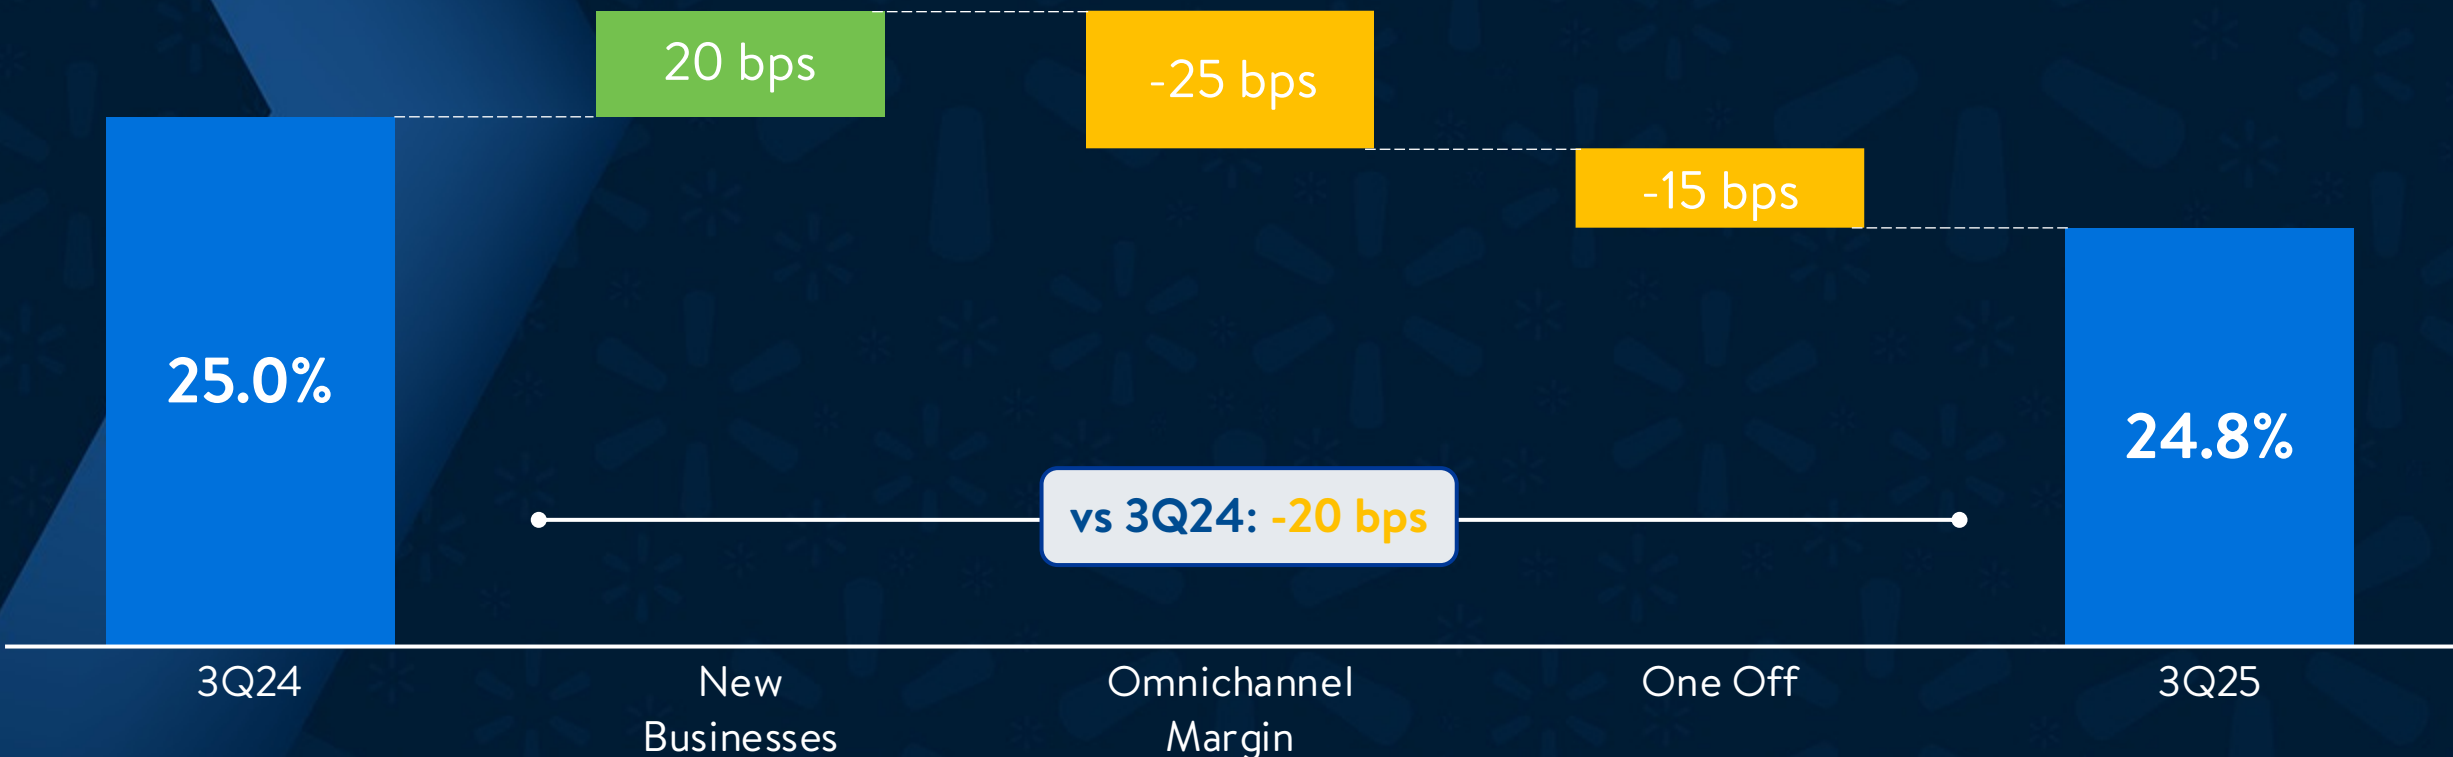 20 bps
-25 bps
-15 bps
25.0%
24.8%
vs 3Q24: -20 bps
3Q24
New
Businesses
Omnichannel
Margin
One Off
3Q25